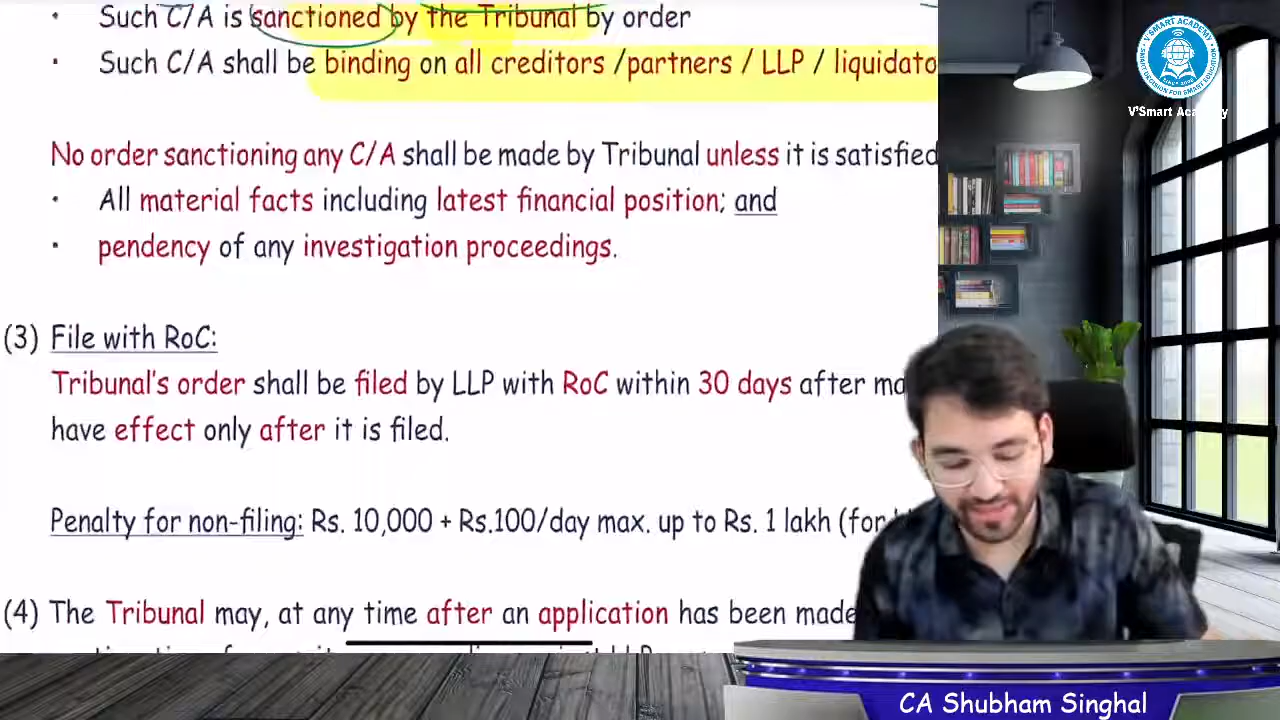 · Such C/A is sanctioned by the Tribunal by order
· Such C/A shall be binding on all creditors /partners / LLP /
No order sanctioning any C/A shall be made by Tribunal unless it is satisfied
· All material facts including latest financial position; and
· pendency of any investigation proceedings.
(3) File with RoC:
Tribunal's order shall be filed by LLP with RoC within 30 days after
have effect only after it is filed.
Penalty for non-filing: Rs. 10,000 + Rs.100/day max. up to Rs. 1 lakh (for
(4) The Tribunal may, at any time after an application has been made
V'SMART ACADEMY
SINCE 2005
V'Smart Academy
CA Shubham Singhal